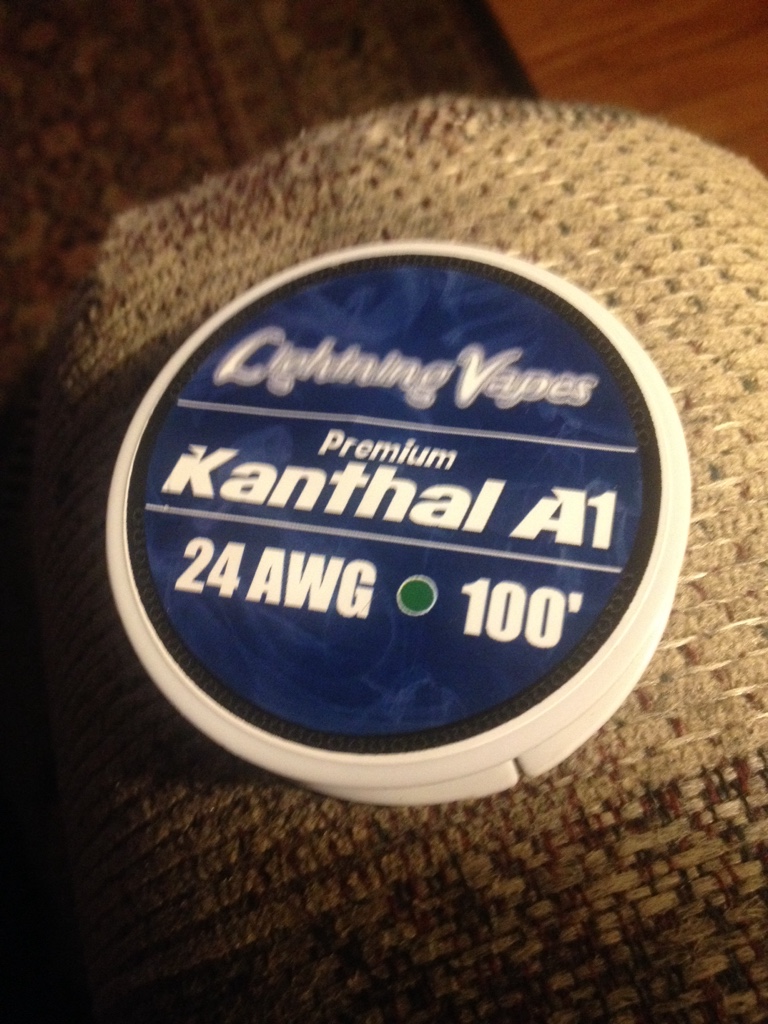 Lightning Vapes
Premium
Kanthal A1
24 AWG 100'